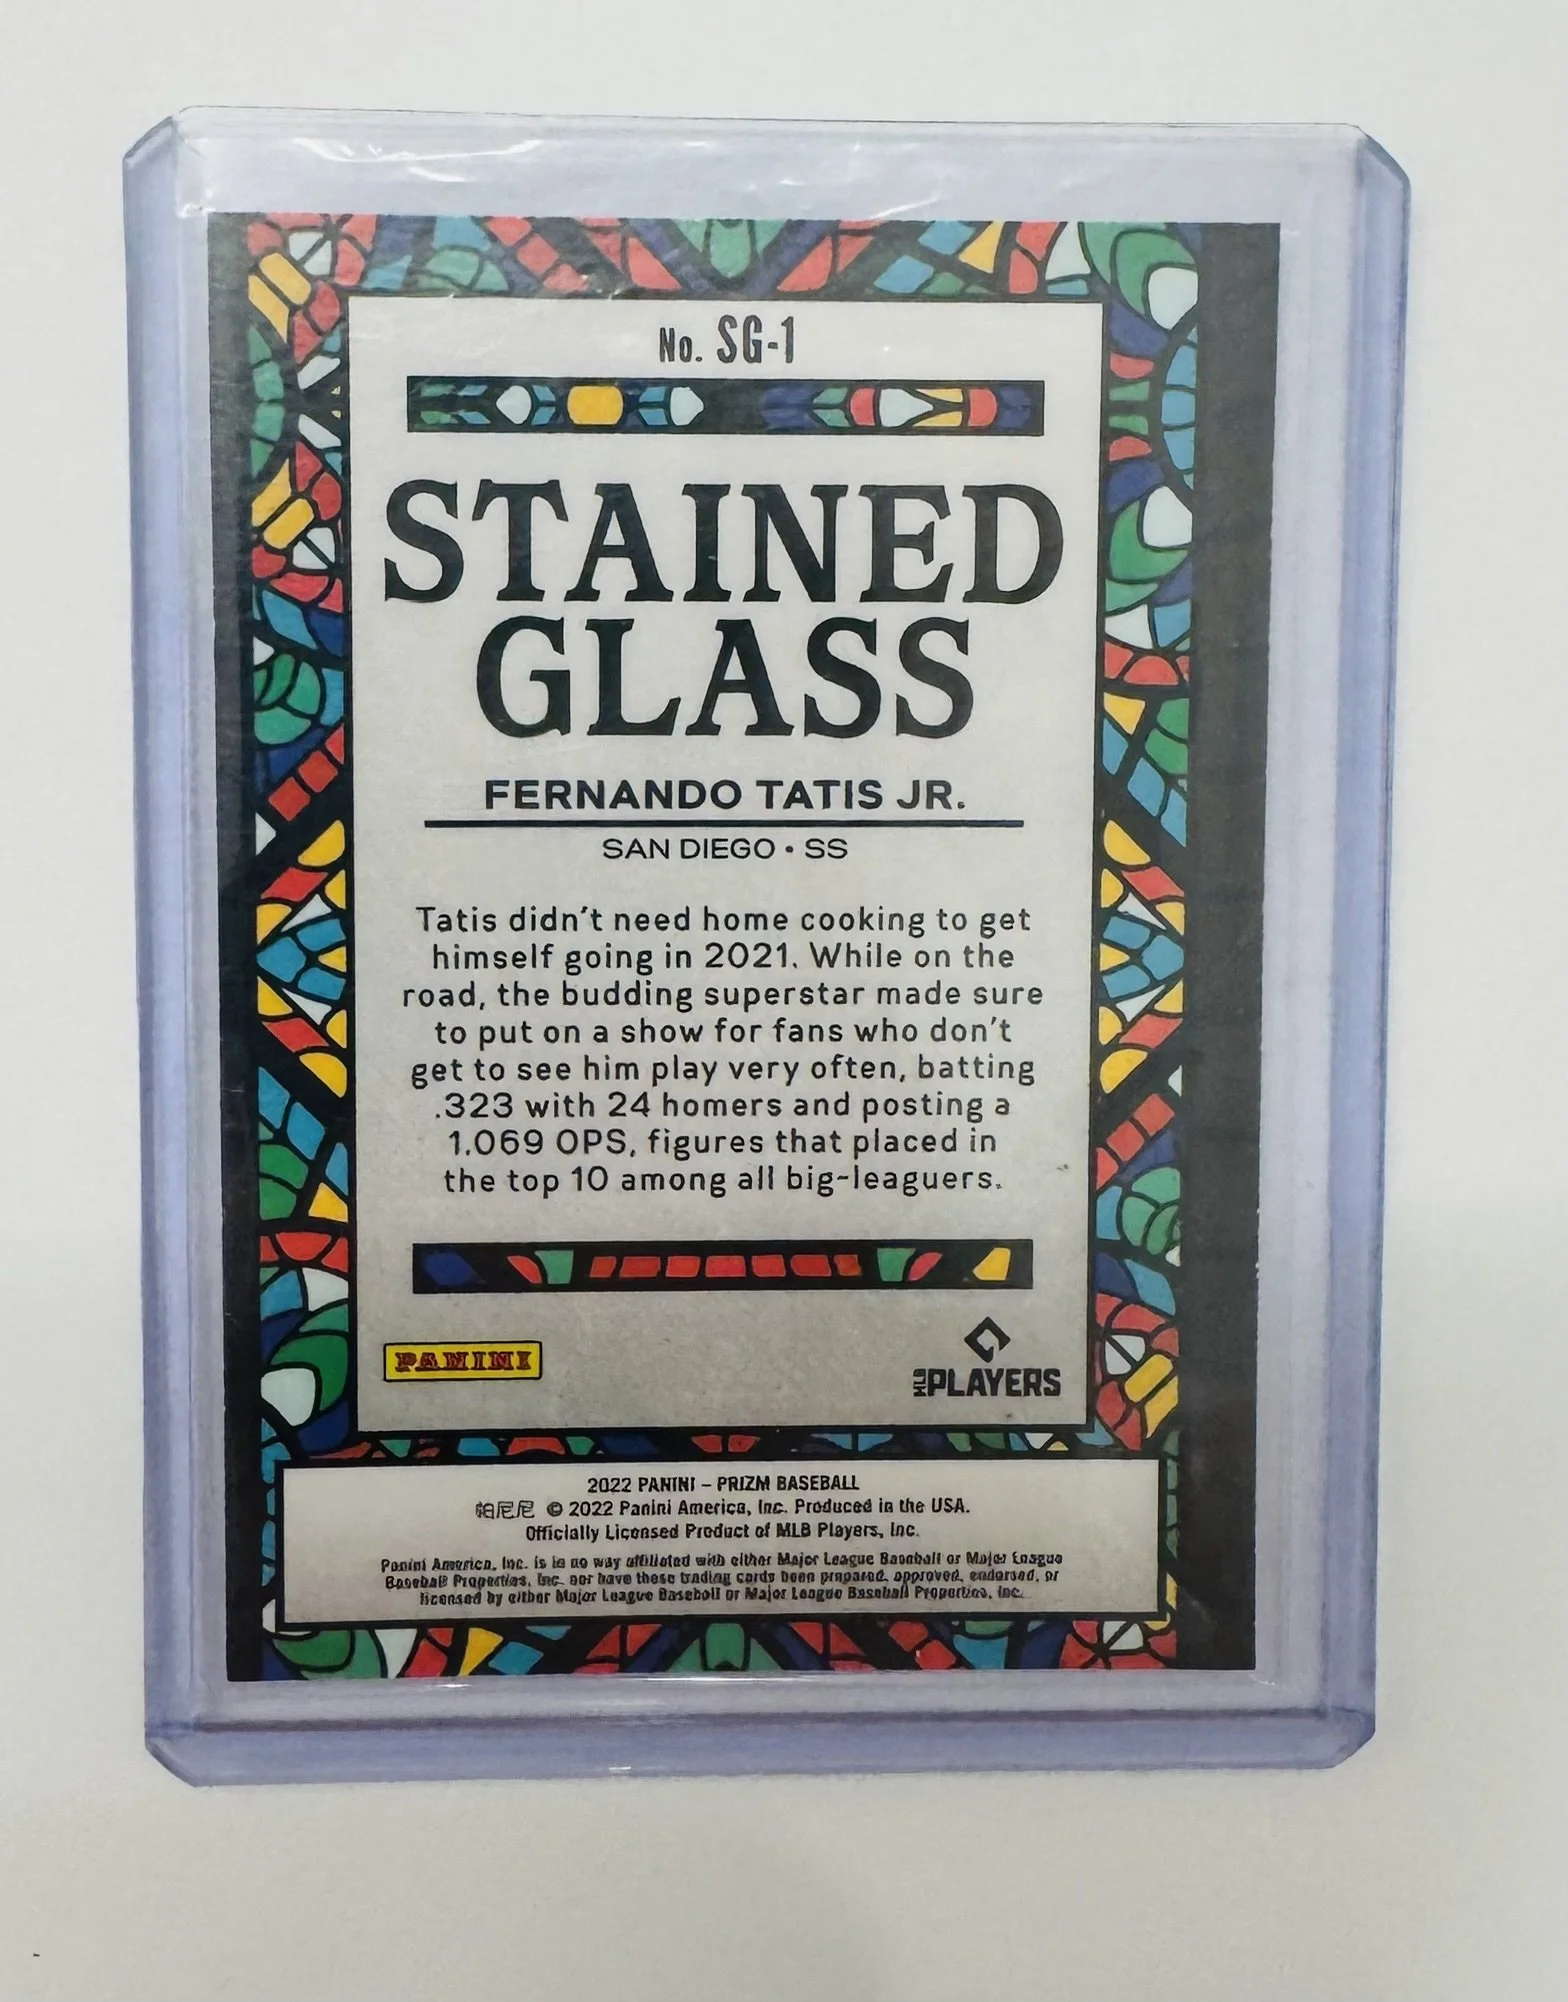 No. SG-1
STAINED
GLASS
FERNANDO TATIS JR.
SAN DIEGO • SS
Tatis didn't need home cooking to get
himself going in 2021. While on the
road, the budding superstar made sure
to put on a show for fans who don't
get to see him play very often, batting
.323 with 24 homers and posting a
1.069 OPS, figures that placed in
the top 10 among all big-leaguers.
PANINI
MLB PLAYERS
2022 PANINI – PRIZM BASEBALL
帕尼尼 © 2022 Panini America, Inc. Produced in the USA.
Officially Licensed Product of MLB Players, Inc.
Panini America, Inc. is in no way affiliated with either Major League Baseball or Major League
Baseball Properties, Inc. nor have these trading cards been prepared, approved, endorsed, or
licensed by either Major League Baseball or Major League Baseball Properties, Inc.